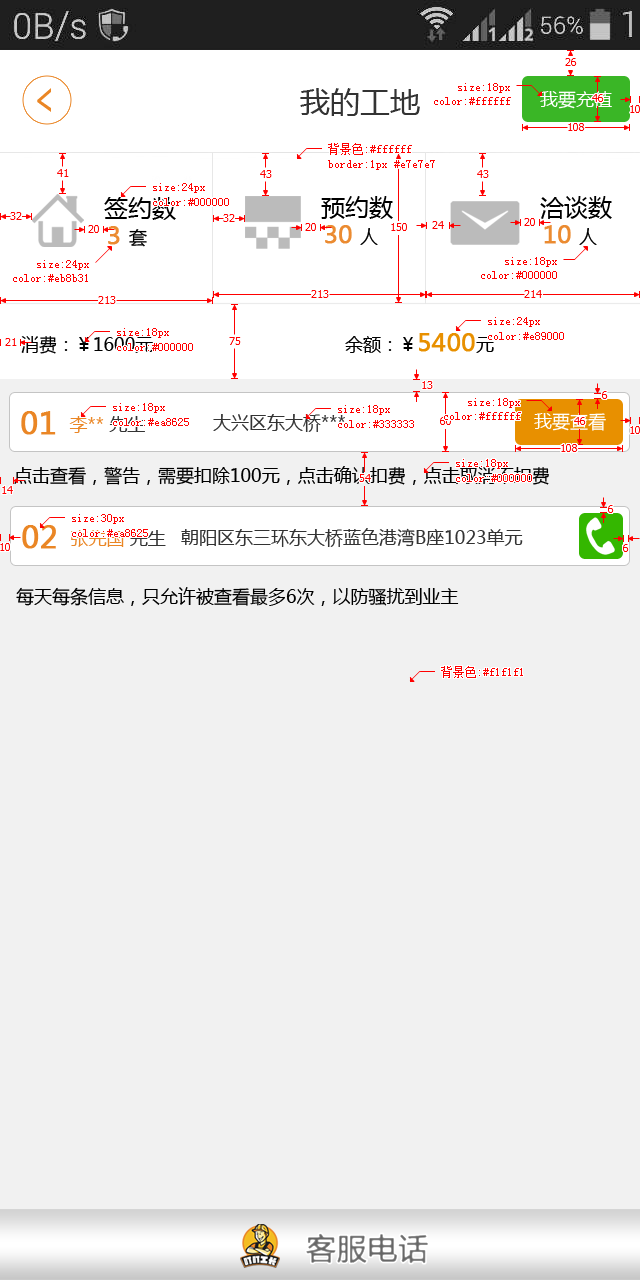 0B/s 1 2 56% 1
26
我的工地
size:18px
color:#ffffff
我要充值
46
10
108
背景色:#ffffff
border:1px #e7e7e7
41
43
43
size:24px
color:#000000
签约数
预约数
洽谈数
32
20
3 套
32
20
30 人
150
24
20
10 人
size:24px
color:#eb8b31
size:18px
color:#000000
213
213
214
21
消费：¥1600元
size:18px
color:#000000
75
余额：¥5400元
size:24px
color:#e89000
13
6
01 李** 先生 大兴区东大桥***
size:18px
color:#ea8625
size:18px
color:#333333
60
size:18px
color:#ffffff
我要查看
46
10
108
点击查看，警告，需要扣除100元，点击确认扣费，点击取消不扣费
size:18px
color:#000000
14
54
6
02 张先国 先生 朝阳区东三环东大桥蓝色港湾B座1023单元
size:30px
color:#ea8625
10
6
每天每条信息，只允许被查看最多6次，以防骚扰到业主
背景色:#f1f1f1
客服电话